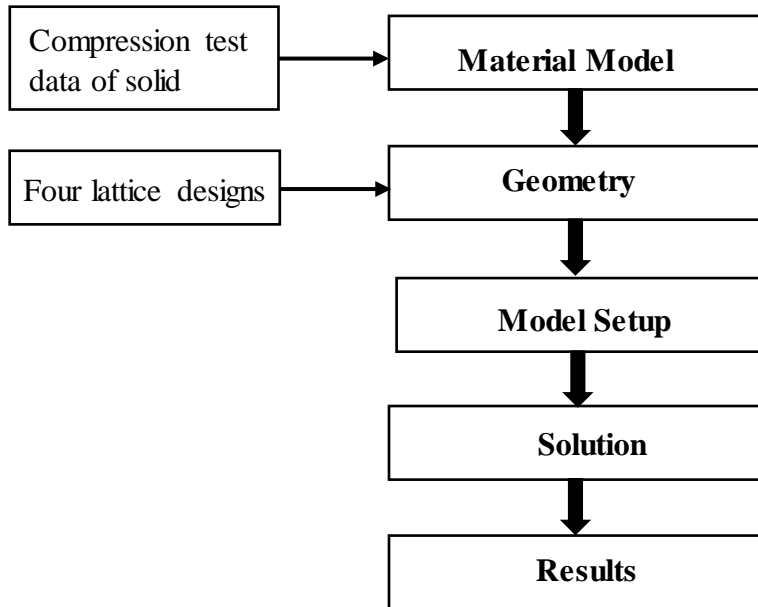 Compression test
data of solid
Material Model
Four lattice designs
Geometry
Model Setup
Solution
Results